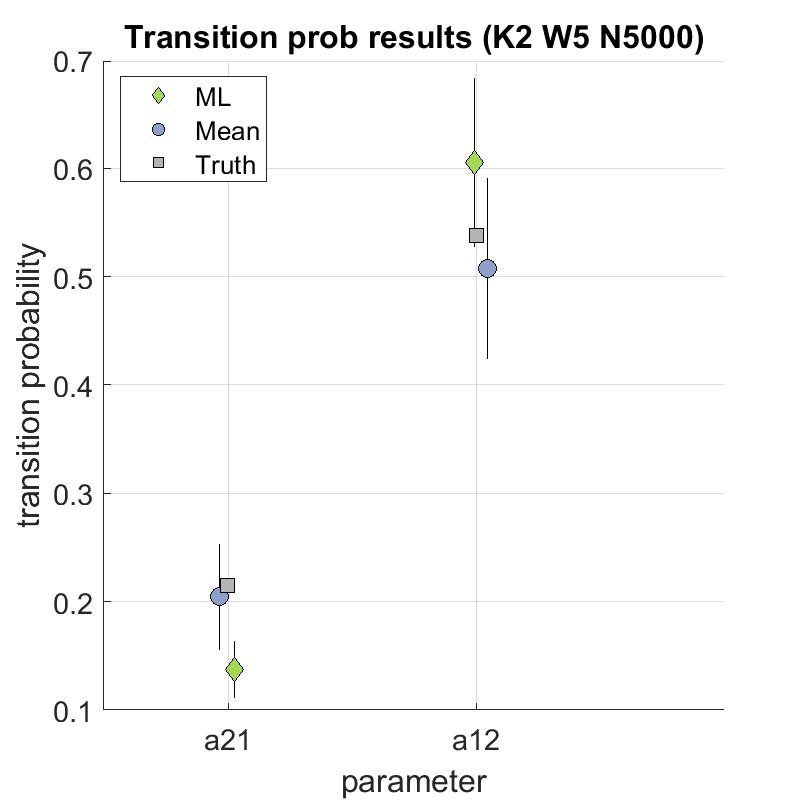 Transition prob results (K2 W5 N5000)
ML
Mean
Truth
0.7
0.6
0.5
0.4
0.3
0.2
0.1
transition probability
a21
a12
parameter